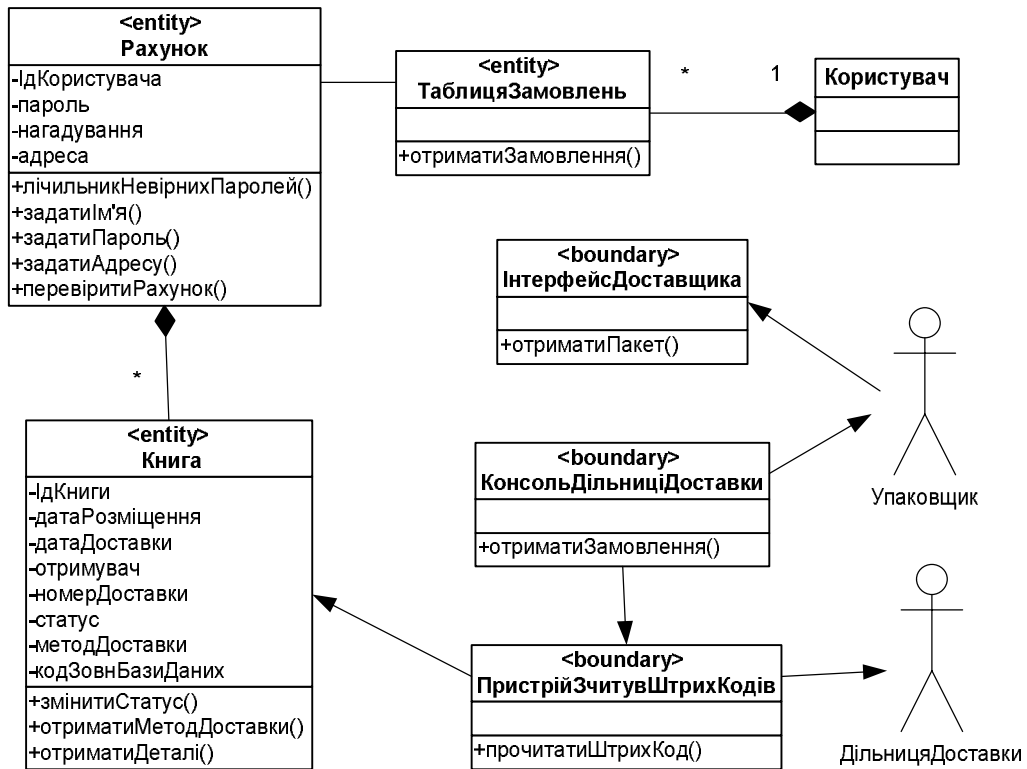 <entity>
Рахунок
-ІдКористувача
-пароль
-нагадування
-адреса
+лічильникНевірнихПаролей()
+задатиІм'я()
+задатиПароль()
+задатиАдресу()
+перевіритиРахунок()
<entity>
ТаблицяЗамовлень
+отриматиЗамовлення()
*
1
Користувач
<boundary>
ІнтерфейсДоставщика
+отриматиПакет()
*
<entity>
Книга
-ІдКниги
-датаРозміщення
-датаДоставки
-отримувач
-номерДоставки
-статус
-методДоставки
-кодЗовнБазиДаних
+змінитиСтатус()
+отриматиМетодДоставки()
+отриматиДеталі()
<boundary>
КонсольДільниціДоставки
+отриматиЗамовлення()
Упаковщик
<boundary>
ПристрійЗчитувШтрихКодів
+прочитатиШтрихКод()
ДільницяДоставки